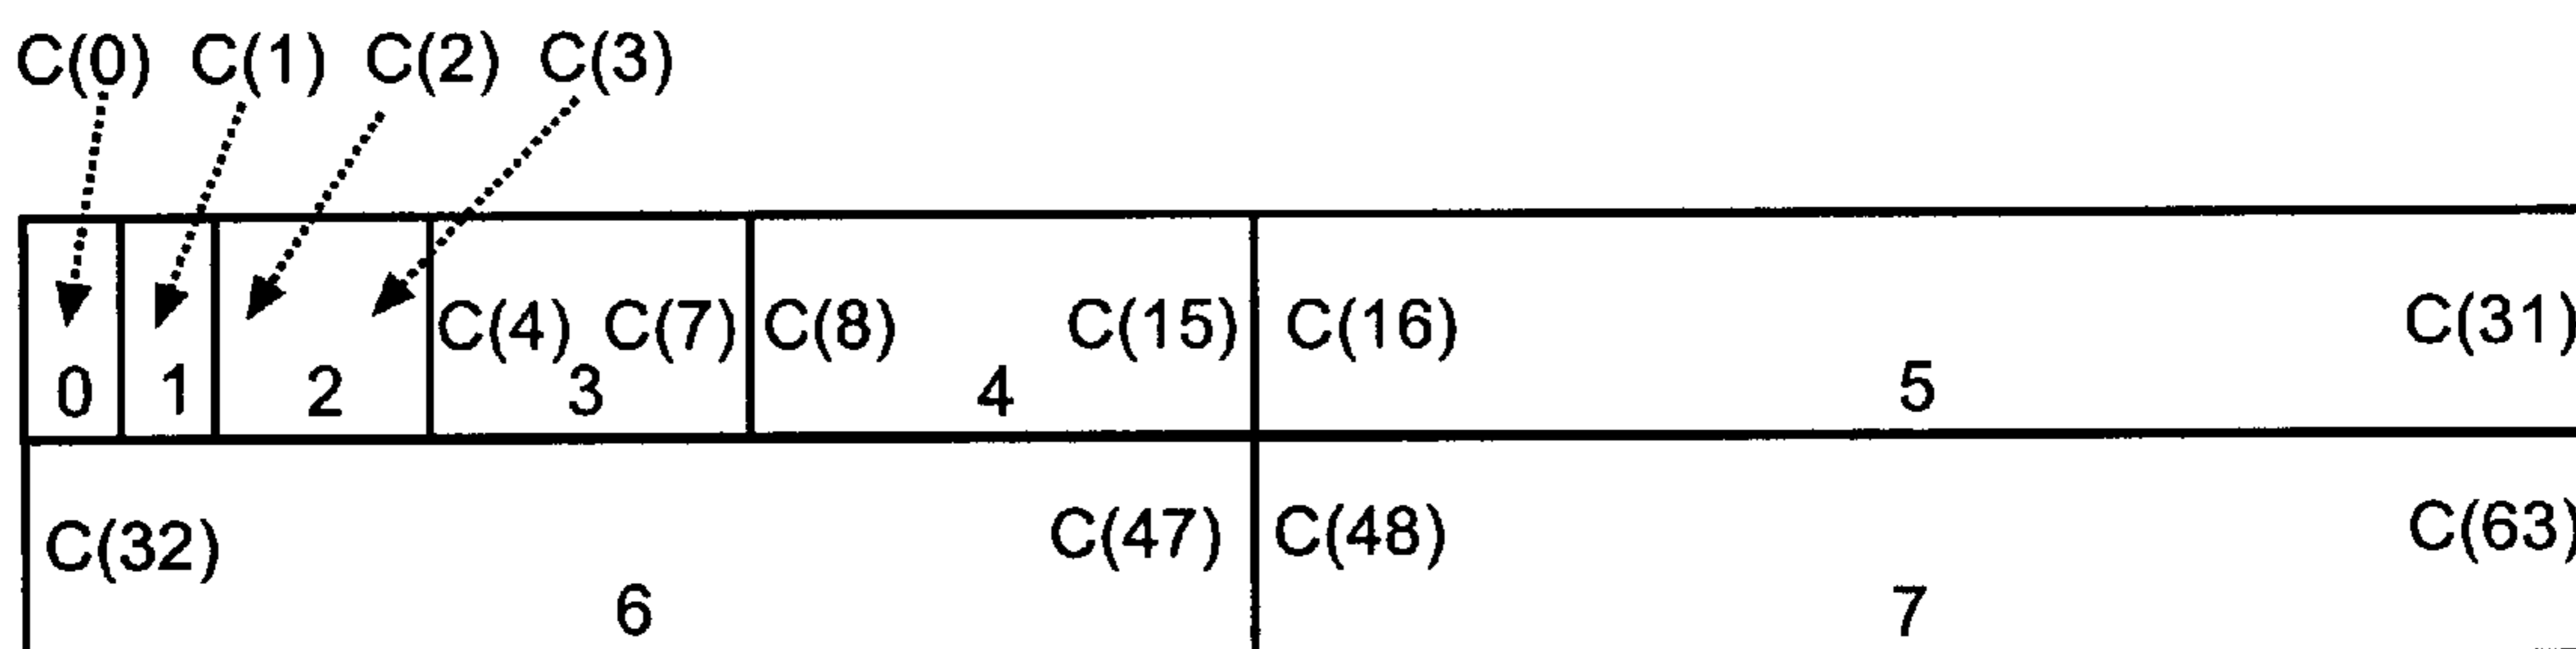 C(0) C(1) C(2) C(3)
C(4) C(7) C(8) C(15) C(16) C(31)
0 1 2 3 4 5
C(32) C(47) C(48) C(63)
6 7